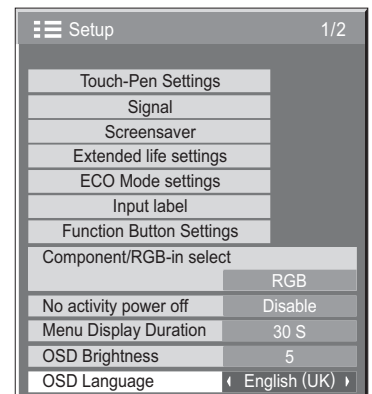 Setup 1/2
Touch-Pen Settings
Signal
Screensaver
Extended life settings
ECO Mode settings
Input label
Function Button Settings
Component/RGB-in select
RGB
No activity power off Disable
Menu Display Duration 30 S
OSD Brightness 5
OSD Language English (UK)